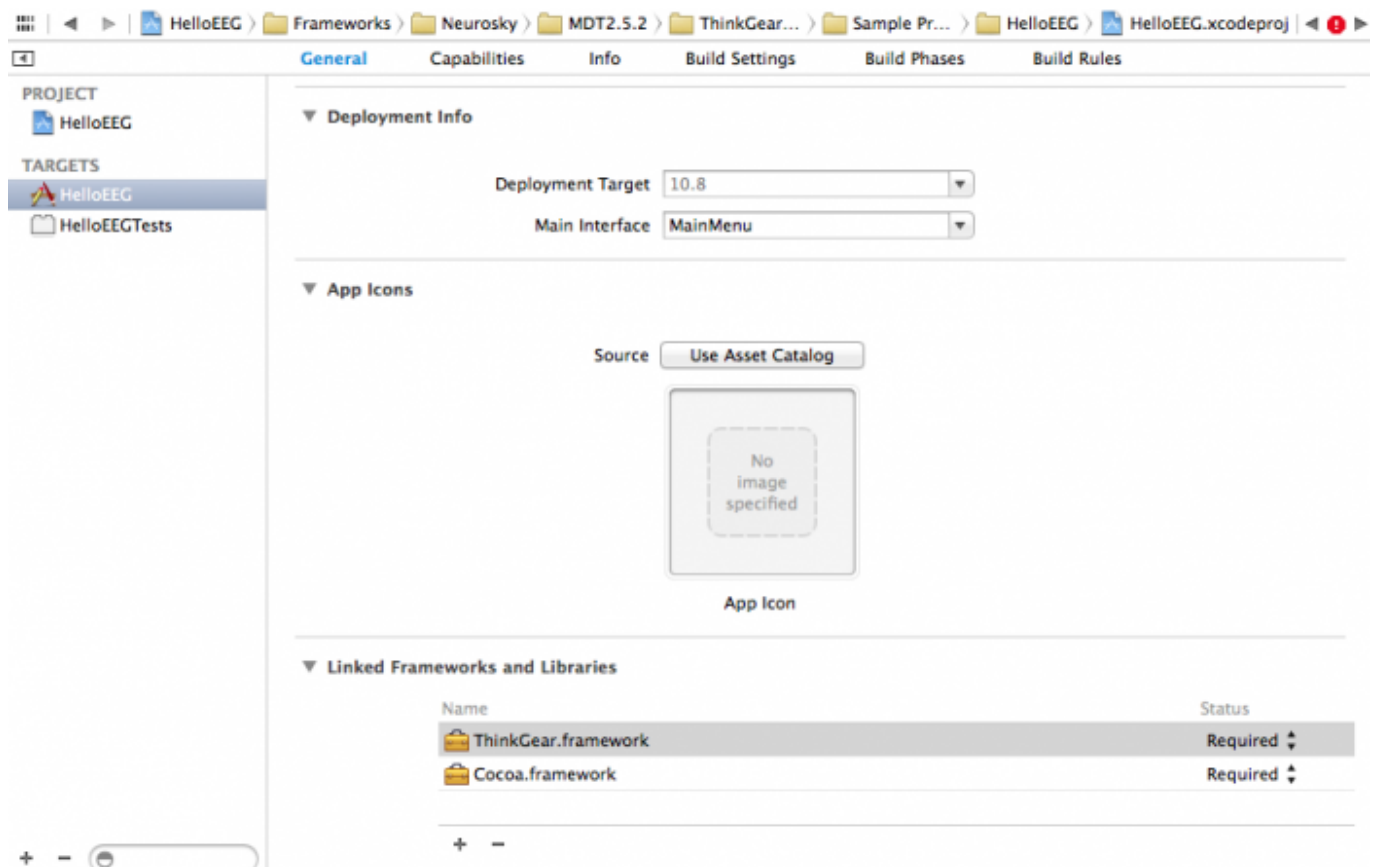 HelloEEG Frameworks Neurosky MDT2.5.2 ThinkGear... Sample Pr... HelloEEG HelloEEG.xcodeproj
General Capabilities Info Build Settings Build Phases Build Rules
PROJECT
HelloEEG
TARGETS
HelloEEG
HelloEEGTests
Deployment Info
Deployment Target 10.8
Main Interface MainMenu
App Icons
Source Use Asset Catalog
No
image
specified
App Icon
Linked Frameworks and Libraries
Name Status
ThinkGear.framework Required
Cocoa.framework Required